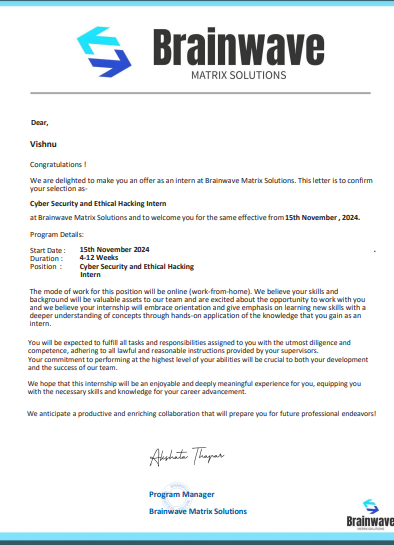 Brainwave
MATRIX SOLUTIONS
Dear,
Vishnu
Congratulations !
We are delighted to make you an offer as an intern at Brainwave Matrix Solutions. This letter is to confirm
your selection as-
Cyber Security and Ethical Hacking Intern
at Brainwave Matrix Solutions and to welcome you for the same effective from 15th November , 2024.
Program Details:
Start Date : 15th November 2024
Duration : 4-12 Weeks
Position : Cyber Security and Ethical Hacking
Intern
The mode of work for this position will be online (work-from-home). We believe your skills and
background will be valuable assets to our team and are excited about the opportunity to work with you
and we believe your internship will embrace orientation and give emphasis on learning new skills with a
deeper understanding of concepts through hands-on application of the knowledge that you gain as an
intern.
You will be expected to fulfill all tasks and responsibilities assigned to you with the utmost diligence and
competence, adhering to all lawful and reasonable instructions provided by your supervisors.
Your commitment to performing at the highest level of your abilities will be crucial to both your development
and the success of our team.
We hope that this internship will be an enjoyable and deeply meaningful experience for you, equipping you
with the necessary skills and knowledge for your career advancement.
We anticipate a productive and enriching collaboration that will prepare you for future professional endeavors!
Akshata Thapar
Program Manager
Brainwave Matrix Solutions
Brainwave